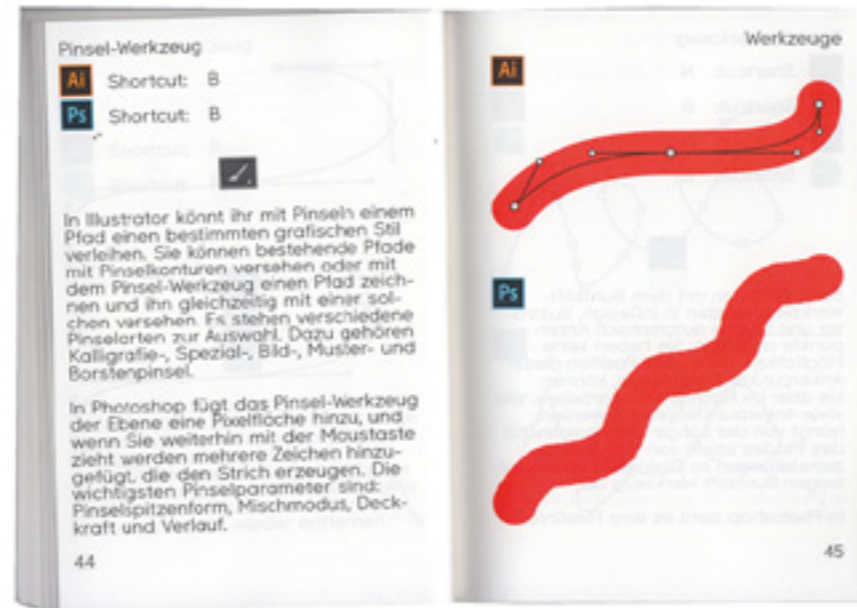 Pinsel-Werkzeug
Ai Shortcut: B
Ps Shortcut: B
In Illustrator könnt ihr mit Pinseln einem
Pfad einen bestimmten grafischen Stil
verleihen. Sie können bestehende Pfade
mit Pinselkonturen versehen oder mit
dem Pinsel-Werkzeug einen Pfad zeich-
nen und ihn gleichzeitig mit einer sol-
chen versehen. Es stehen verschiedene
Pinselarten zur Auswahl. Dazu gehören
Kalligrafie-, Spezial-, Bild-, Muster- und
Borstenpinsel.
In Photoshop fügt das Pinsel-Werkzeug
der Ebene eine Pixelfläche hinzu, und
wenn Sie weiterhin mit der Moustaste
zieht werden mehrere Zeichen hinzu-
gefügt, die den Strich erzeugen. Die
wichtigsten Pinselparameter sind:
Pinselspitzenform, Mischmodus, Deck-
kraft und Verlauf.
44
Werkzeuge
Ai
Ps
45